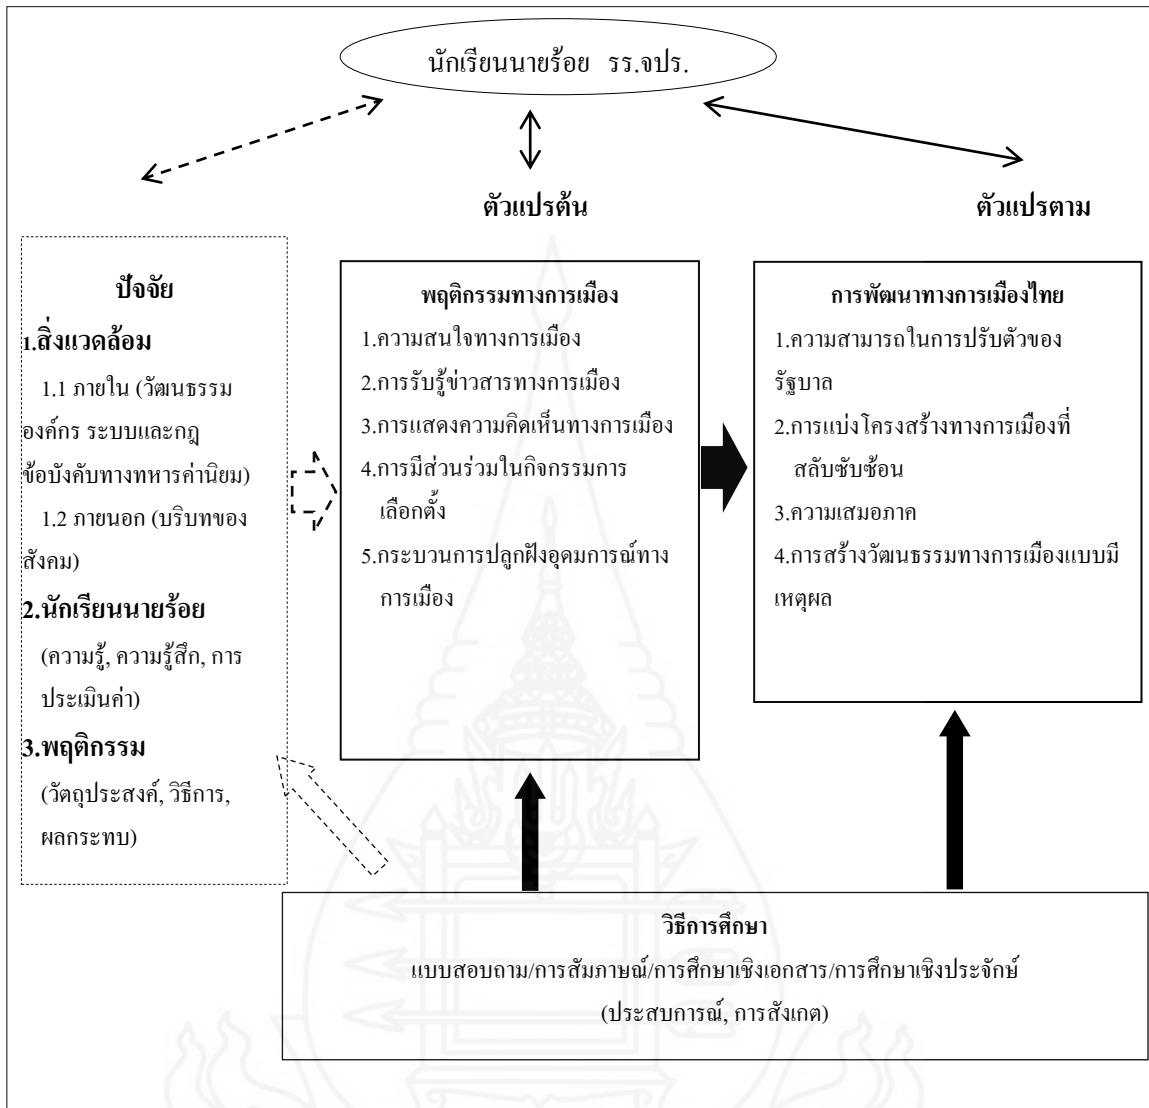 นักเรียนนายร้อย รร.จปร.
ตัวแปรต้น
ตัวแปรตาม
ปัจจัย
1.สิ่งแวดล้อม
1.1 ภายใน (วัฒนธรรม
องค์กร ระบบและกฎ
ข้อบังคับทางทหารค่านิยม)
1.2 ภายนอก (บริบทของ
สังคม)
2.นักเรียนนายร้อย
(ความรู้, ความรู้สึก, การ
ประเมินค่า)
3.พฤติกรรม
(วัตถุประสงค์, วิธีการ,
ผลกระทบ)
พฤติกรรมทางการเมือง
1.ความสนใจทางการเมือง
2.การรับรู้ข่าวสารทางการเมือง
3.การแสดงความคิดเห็นทางการเมือง
4.การมีส่วนร่วมในกิจกรรมการ
เลือกตั้ง
5.กระบวนการปลูกฝังอุดมการณ์ทาง
การเมือง
การพัฒนาทางการเมืองไทย
1.ความสามารถในการปรับตัวของ
รัฐบาล
2.การแบ่งโครงสร้างทางการเมืองที่
สลับซับซ้อน
3.ความเสมอภาค
4.การสร้างวัฒนธรรมทางการเมืองแบบมี
เหตุผล
วิธีการศึกษา
แบบสอบถาม/การสัมภาษณ์/การศึกษาเชิงเอกสาร/การศึกษาเชิงประจักษ์
(ประสบการณ์, การสังเกต)